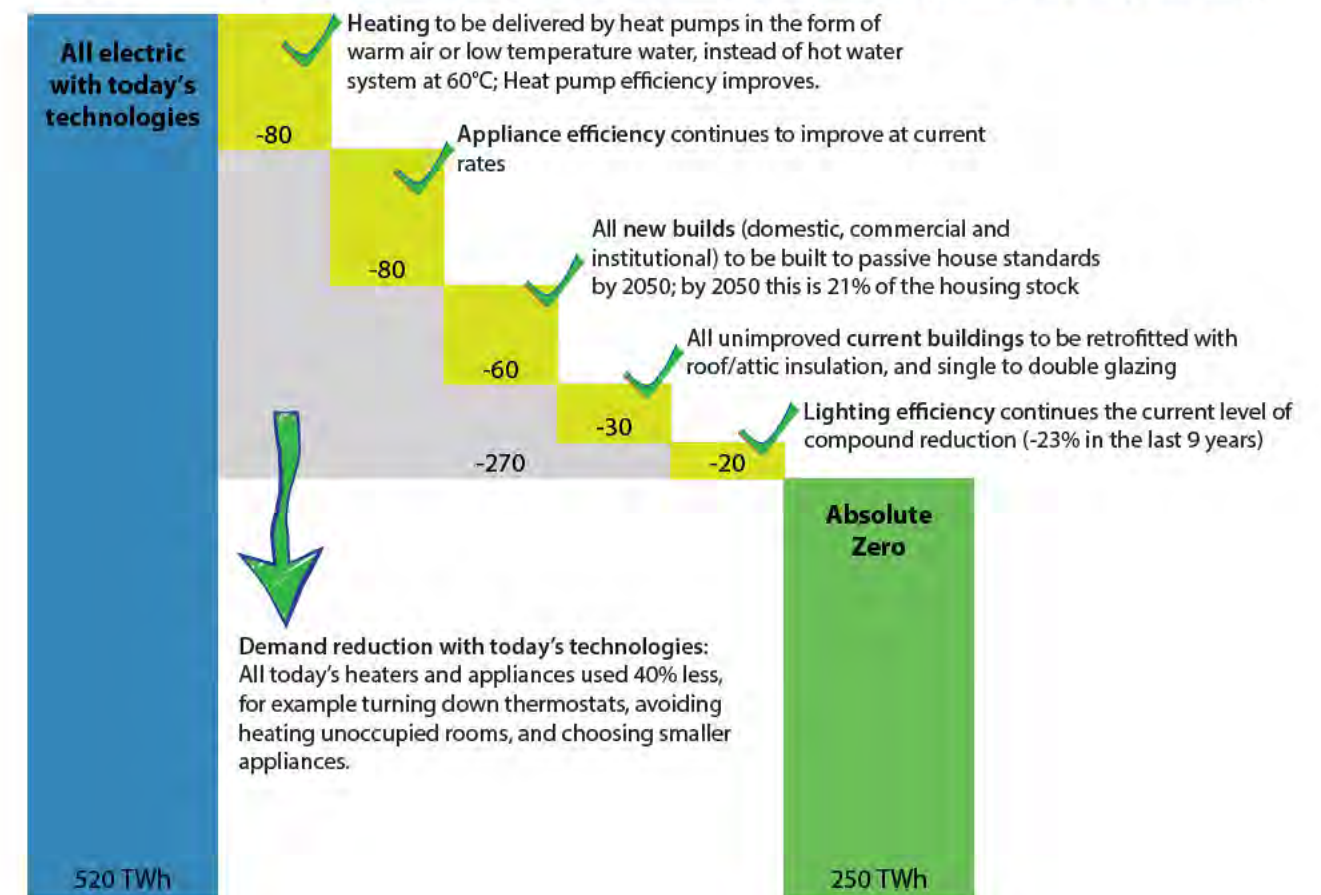 All electric
with today's
technologies
Heating to be delivered by heat pumps in the form of
warm air or low temperature water, instead of hot water
system at 60°C; Heat pump efficiency improves.
-80
Appliance efficiency continues to improve at current
rates
-80
All new builds (domestic, commercial and
institutional) to be built to passive house standards
by 2050; by 2050 this is 21% of the housing stock
-60
All unimproved current buildings to be retrofitted with
roof/attic insulation, and single to double glazing
-30
Lighting efficiency continues the current level of
compound reduction (-23% in the last 9 years)
-270
-20
Absolute
Zero
Demand reduction with today's technologies:
All today's heaters and appliances used 40% less,
for example turning down thermostats, avoiding
heating unoccupied rooms, and choosing smaller
appliances.
520 TWh
250 TWh